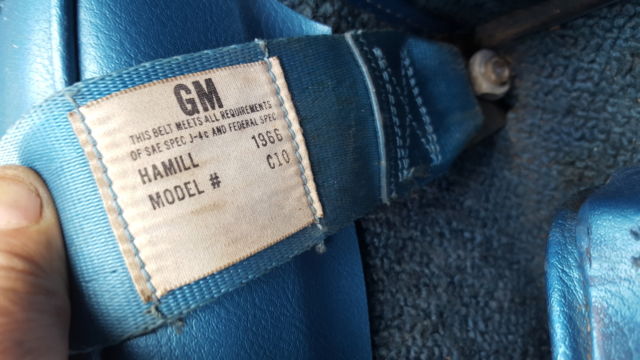 GM
THIS BELT MEETS ALL REQUIREMENTS
OF SAE SPEC J-4c AND FEDERAL SPEC
HAMILL 1966
MODEL # C10